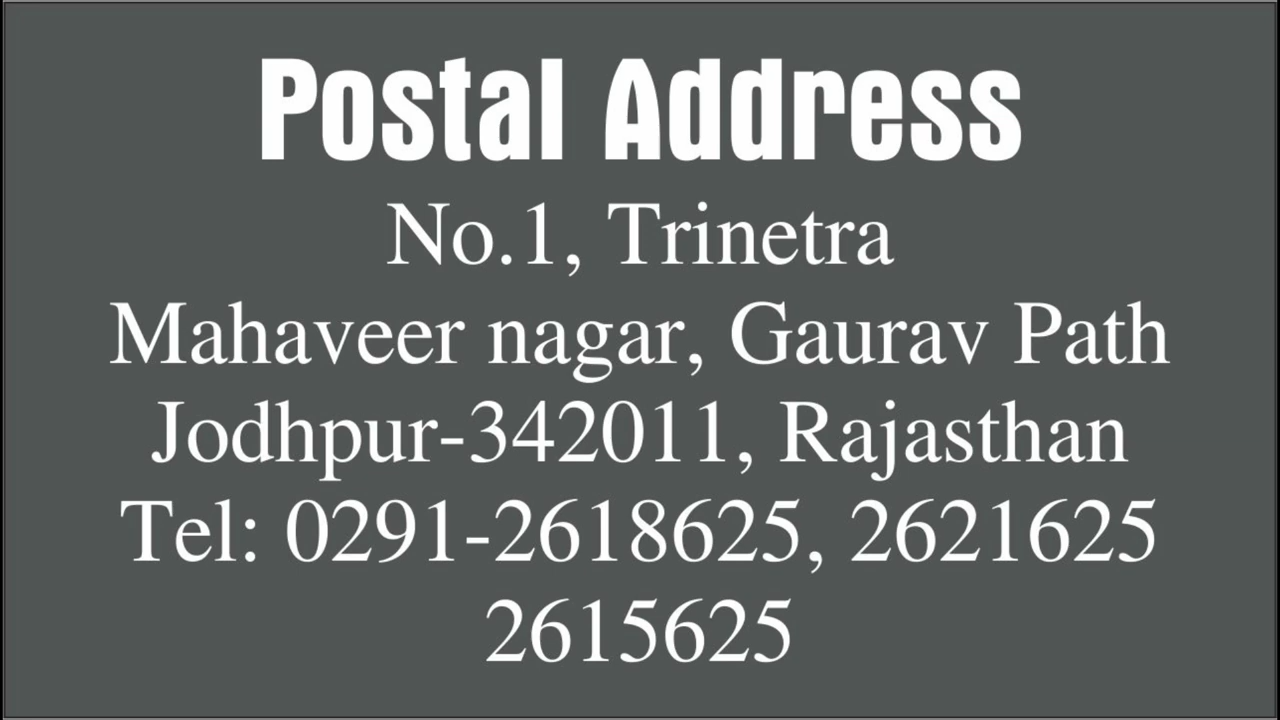 Postal Address
No.1, Trinetra
Mahaveer nagar, Gaurav Path
Jodhpur-342011, Rajasthan
Tel: 0291-2618625, 2621625
2615625